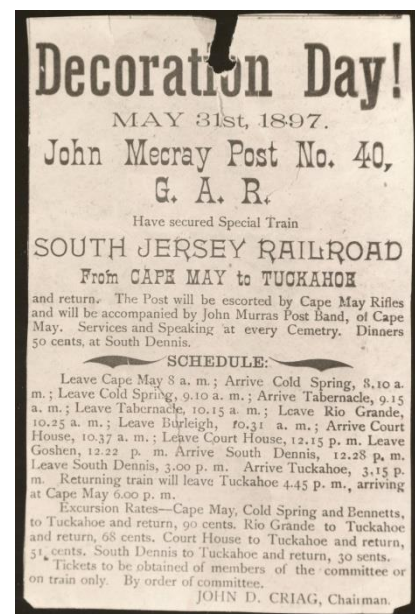 Decoration Day!
MAY 31st, 1897.
John Mecray Post No. 40,
G. A. R.
Have secured Special Train
SOUTH JERSEY RAILROAD
From CAPE MAY to TUCKAHOE
and return. The Post will be escorted by Cape May Rifles
and will be accompanied by John Murras Post Band, of Cape
May. Services and Speaking at every Cemetry. Dinners
50 cents, at South Dennis.
SCHEDULE:
Leave Cape May 8 a. m.; Arrive Cold Spring, 8.10 a.
m.; Leave Cold Spring, 9.10 a. m.; Arrive Tabernacle, 9.15
a. m.; Leave Tabernacle, 10.15 a. m.; Leave Rio Grande,
10.25 a. m.; Leave Burleigh, 10.31 a. m.; Arrive Court
House, 10.37 a. m.; Leave Court House, 12.15 p. m. Leave
Goshen, 12.22 p. m. Arrive South Dennis, 12.28 p. m.
Leave South Dennis, 3.00 p. m. Arrive Tuckahoe, 3.15 p.
m. Returning train will leave Tuckahoe 4.45 p. m., arriving
at Cape May 6.00 p. m.
Excursion Rates—Cape May, Cold Spring and Bennetts,
to Tuckahoe and return, 90 cents. Rio Grande to Tuckahoe
and return, 68 cents. Court House to Tuckahoe and return,
51 cents. South Dennis to Tuckahoe and return, 30 sents.
Tickets to be obtained of members of the committee or
on train only. By order of committee.
JOHN D. CRIAG, Chairman.